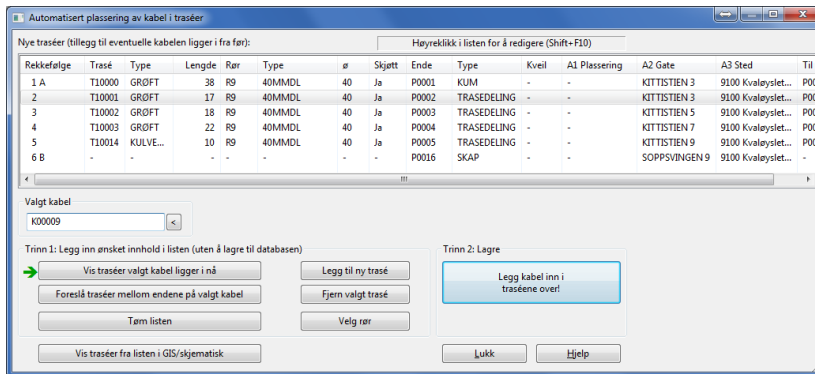 Automatisert plassering av kabel i traséer
Nye traséer (tillegg til eventuelle kabelen ligger i fra før): Høyreklikk i listen for å redigere (Shift+F10)
Rekkefølge Trasé Type Lengde Rør Type ø Skjøtt Ende Type Kveil A1 Plassering A2 Gate A3 Sted Til
1 A T10000 GRØFT 38 R9 40MMDL 40 Ja P0001 KUM - - KITTISTIEN 3 9100 Kvaløyslet... P00
2 T10001 GRØFT 17 R9 40MMDL 40 Ja P0002 TRASEDELING - - KITTISTIEN 3 9100 Kvaløyslet... P00
3 T10002 GRØFT 18 R9 40MMDL 40 Ja P0003 TRASEDELING - - KITTISTIEN 5 9100 Kvaløyslet... P00
4 T10003 GRØFT 22 R9 40MMDL 40 Ja P0004 TRASEDELING - - KITTISTIEN 7 9100 Kvaløyslet... P00
5 T10014 KULVE... 10 R9 40MMDL 40 Ja P0005 TRASEDELING - - KITTISTIEN 9 9100 Kvaløyslet... P00
6 B - - - - - - - P0016 SKAP - - SOPPSVINGEN 9 9100 Kvaløyslet... -
Valgt kabel
K00009 <
Trinn 1: Legg inn ønsket innhold i listen (uten å lagre til databasen) Trinn 2: Lagre
Vis traséer valgt kabel ligger i nå Legg til ny trasé Legg kabel inn i
traséene over!
Foreslå traséer mellom endene på valgt kabel Fjern valgt trasé
Tøm listen Velg rør
Vis traséer fra listen i GIS/skjematisk Lukk Hjelp